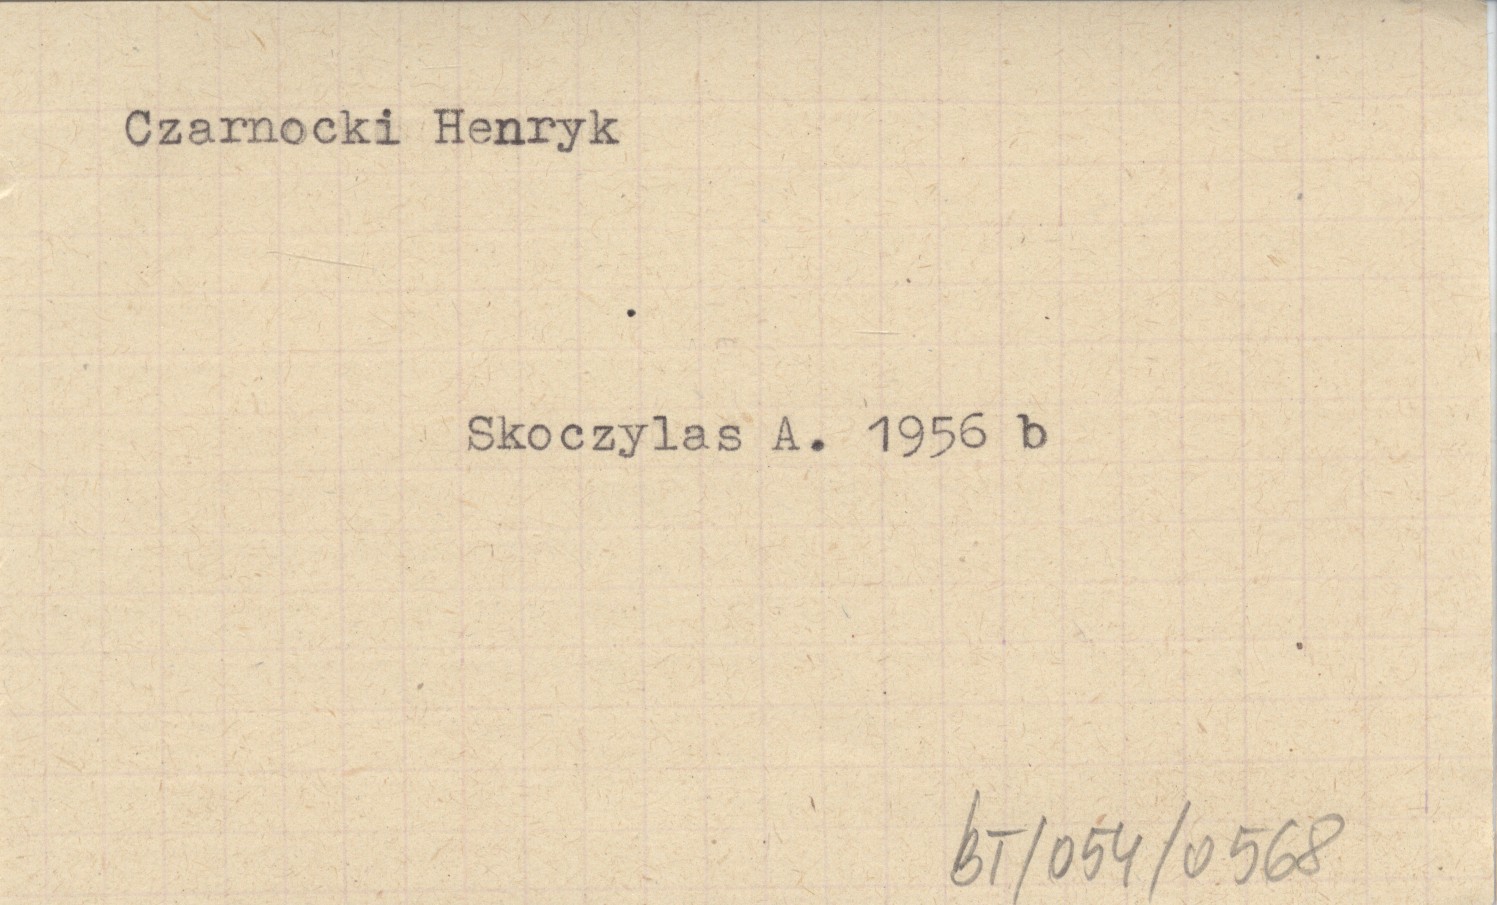 Czarnocki Henryk
Skoczylas A. 1956 b
BT/054/0568